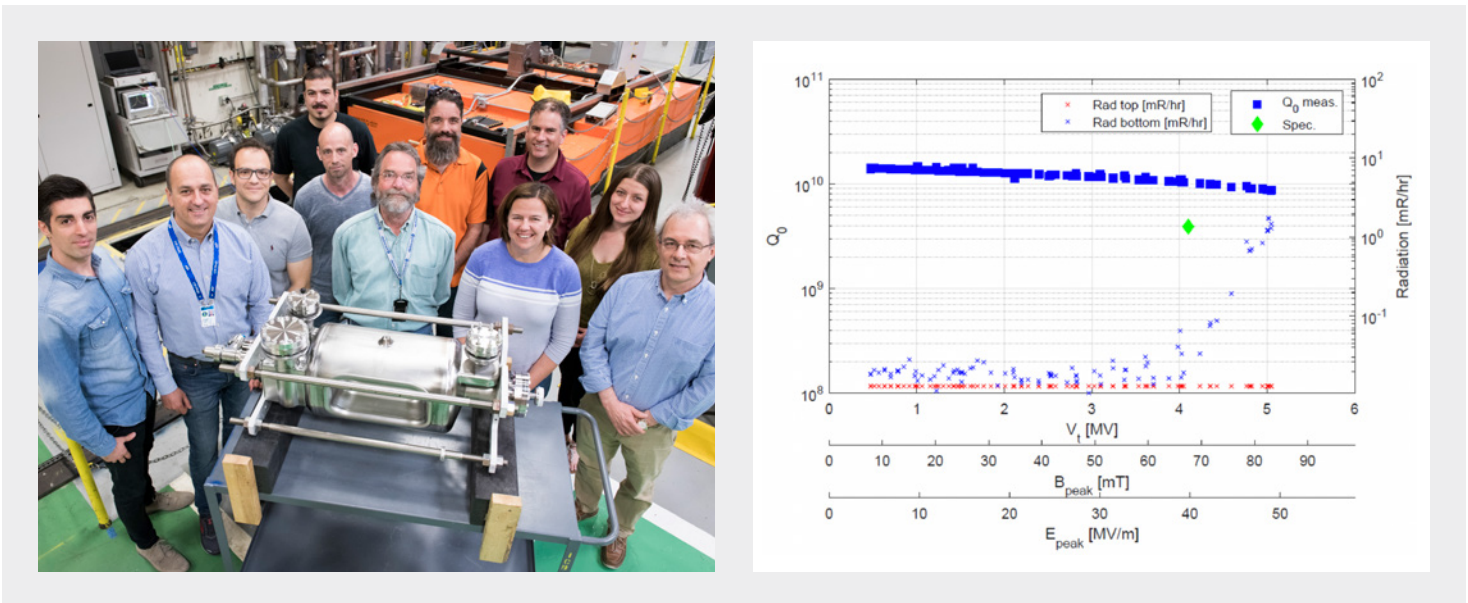 10^11
10^10
10^9
10^8
Q_0
Rad top [mR/hr]
Rad bottom [mR/hr]
Q_0 meas.
Spec.
10^2
10^1
10^0
10^-1
Radiation [mR/hr]
0 1 2 3 4 5 6
V_t [MV]
0 10 20 30 40 50 60 70 80 90
B_peak [mT]
0 10 20 30 40 50
E_peak [MV/m]